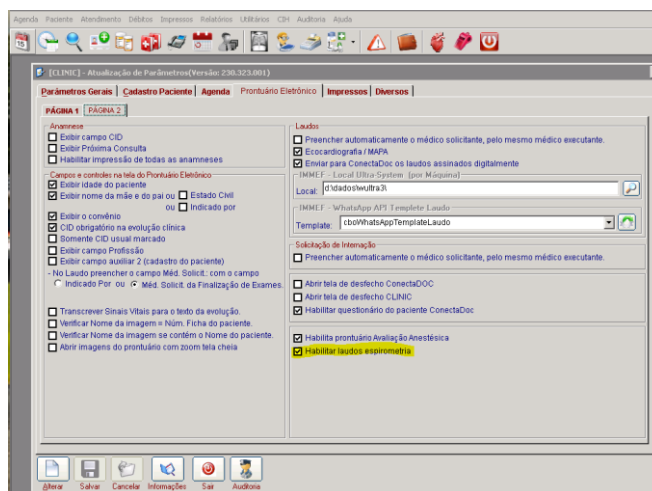 Agenda Paciente Atendimento Débitos Impressos Relatórios Utilitários CIH Auditoria Ajuda
[CLINIC] - Atualização de Parâmetros(Versão: 230.323.001)
Parâmetros Gerais | Cadastro Paciente | Agenda | Prontuário Eletrônico | Impressos | Diversos |
PÁGINA 1 PÁGINA 2
Anamnese
Exibir campo CID
Exibir Próxima Consulta
Habilitar impressão de todas as anamneses
Campos e controles na tela do Prontuário Eletrônico
Exibir idade do paciente
Exibir nome da mãe e do pai ou Estado Civil
ou Indicado por
Exibir o convênio
CID obrigatório na evolução clínica
Somente CID usual marcado
Exibir campo Profissão
Exibir campo auxiliar 2 (cadastro do paciente)
- No Laudo preencher o campo Méd. Solicit.: com o campo
Indicado Por ou Méd. Solicit. da Finalização de Exames.
Transcrever Sinais Vitais para o texto da evolução.
Verificar Nome da imagem = Núm. Ficha do paciente.
Verificar Nome da imagem se contém o Nome do paciente.
Abrir imagens do prontuário com zoom tela cheia
Laudos
Preencher automaticamente o médico solicitante, pelo mesmo médico executante.
Ecocardiografia / MAPA
Enviar para ConectaDoc os laudos assinados digitalmente
IMMEF - Local Ultra-System (por Máquina)
Local: d:\dados\wultra3\
IMMEF - WhatsApp API Templete Laudo
Template: cboWhatsAppTemplateLaudo
Solicitação de Internação
Preencher automaticamente o médico solicitante, pelo mesmo médico executante.
Abrir tela de desfecho ConectaDOC
Abrir tela de desfecho CLINIC
Habilitar questionário do paciente ConectaDoc
Habilita prontuário Avaliação Anestésica
Habilitar laudos espirometria
Alterar Salvar Cancelar Informações Sair Auditoria